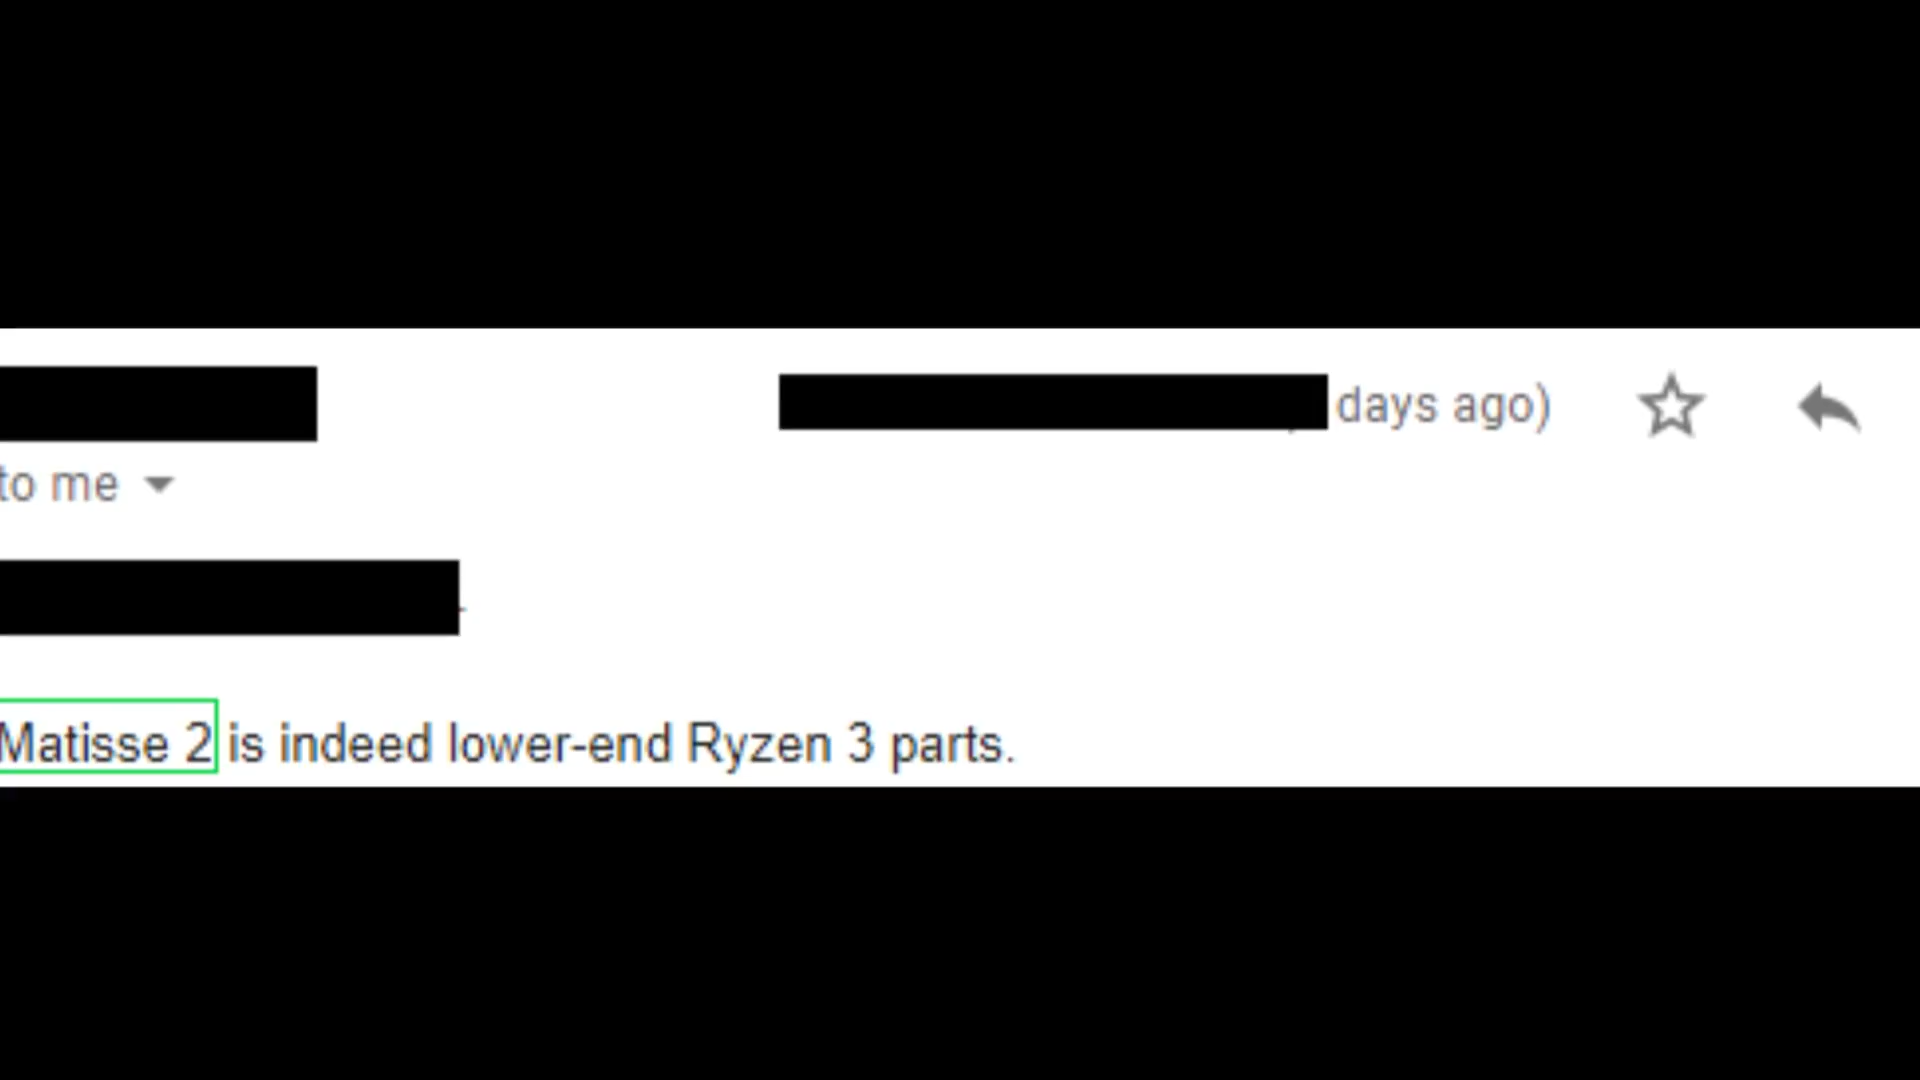 days ago)
to me
Matisse 2 is indeed lower-end Ryzen 3 parts.